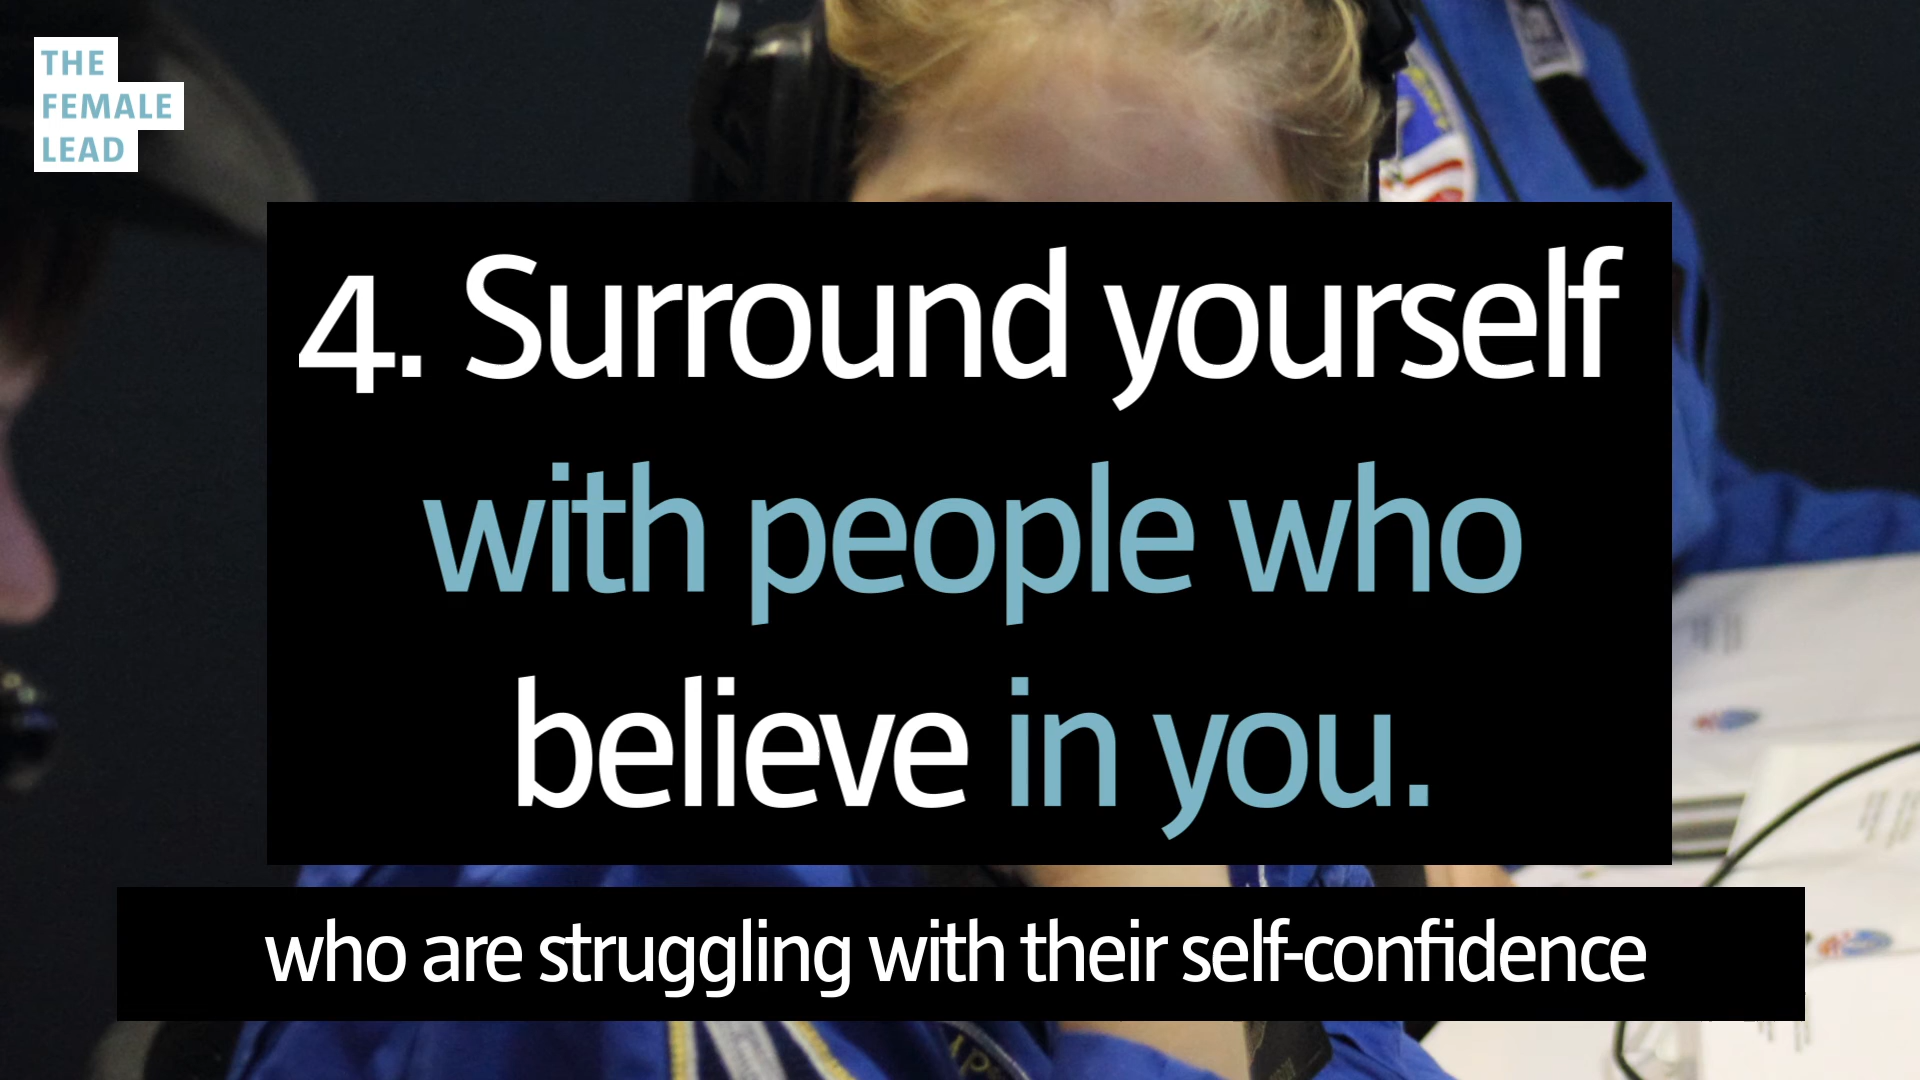 THE
FEMALE
LEAD
4. Surround yourself
with people who
believe in you.
who are struggling with their self-confidence